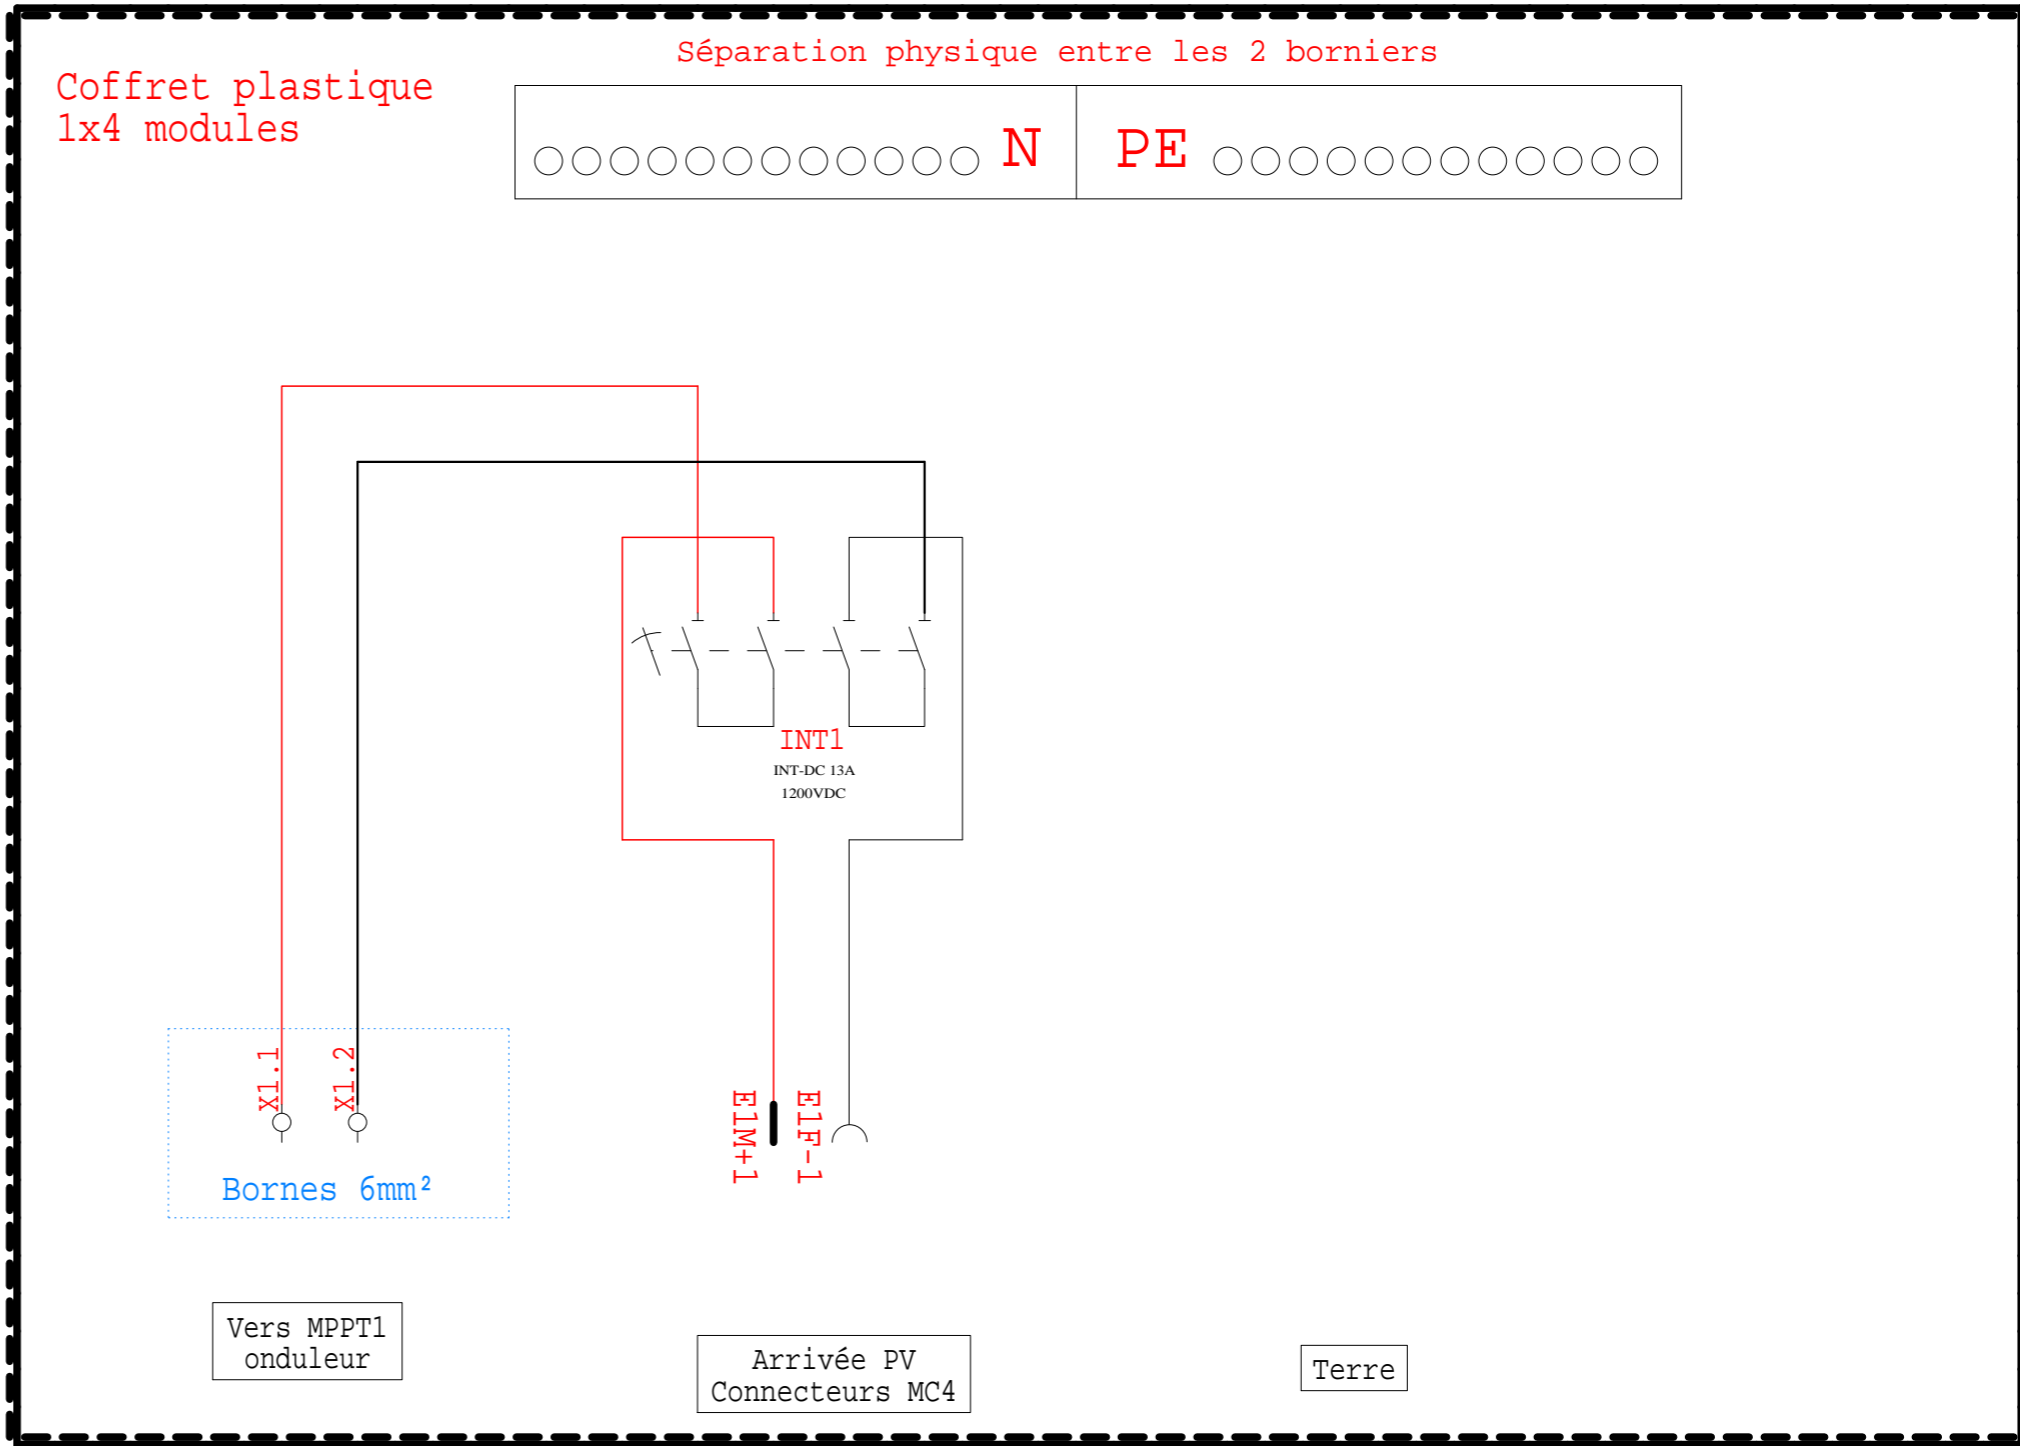 Séparation physique entre les 2 borniers
Coffret plastique
1x4 modules
N
PE
INT1
INT-DC 13A
1200VDC
X1.1
X1.2
E1M+1
E1F-1
Bornes 6mm²
Vers MPPT1
onduleur
Arrivée PV
Connecteurs MC4
Terre